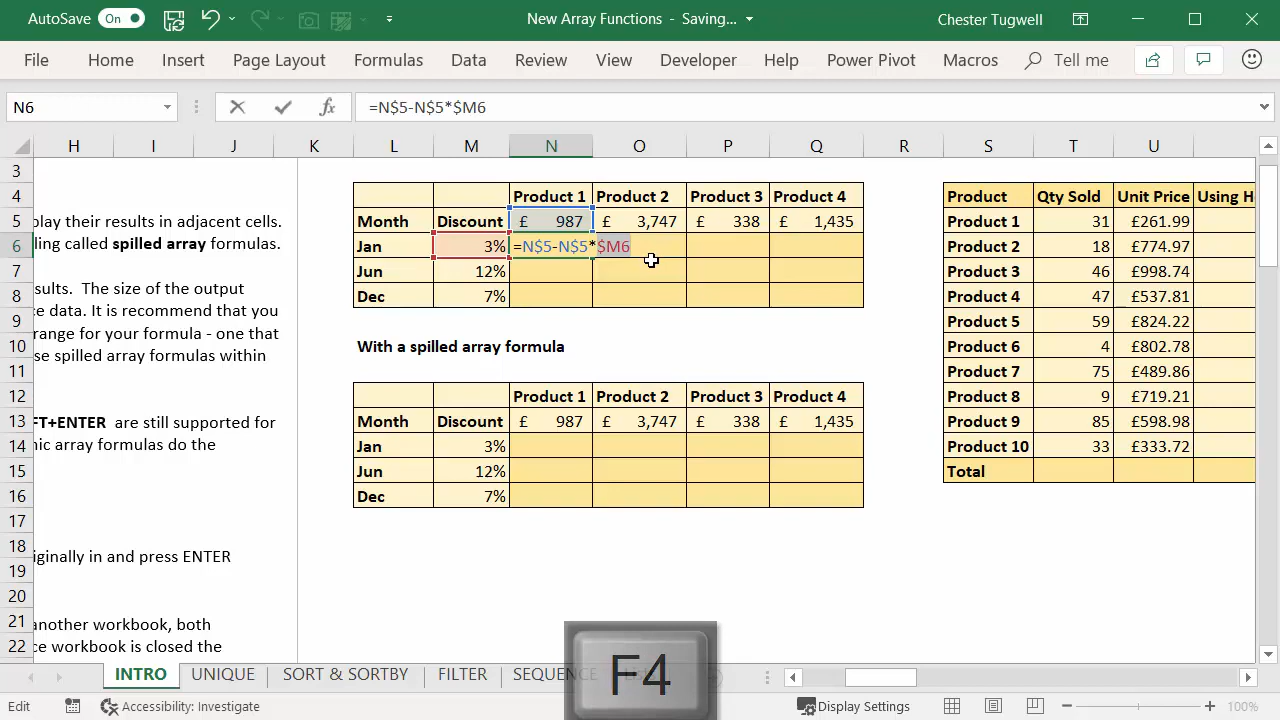 AutoSave On New Array Functions - Saving... Chester Tugwell
File Home Insert Draw Page Layout Formulas Data Review View Developer Help Power Pivot Macros Tell me
N6 fx =N$5-N$5*$M6
H I J K L M N O P Q R S T U
3
4 Product 1 Product 2 Product 3 Product 4 Product Qty Sold Unit Price Using He
5 play their results in adjacent cells. Month Discount £ 987 £ 3,747 £ 338 £ 1,435 Product 1 31 £261.99
6 ling called spilled array formulas. Jan 3% =N$5-N$5*$M6 Product 2 18 £774.97
7 Jun 12% Product 3 46 £998.74
8 sults. The size of the output Dec 7% Product 4 47 £537.81
9 ce data. It is recommend that you Product 5 59 £824.22
10 range for your formula - one that With a spilled array formula Product 6 4 £802.78
11 se spilled array formulas within Product 7 75 £489.86
12 Product 1 Product 2 Product 3 Product 4 Product 8 9 £719.21
13 FT+ENTER are still supported for Month Discount £ 987 £ 3,747 £ 338 £ 1,435 Product 9 85 £598.98
14 nic array formulas do the Jan 3% Product 10 33 £333.72
15 Jun 12% Total
16 Dec 7%
17
18 iginally in and press ENTER
19
20
21 another workbook, both
22 ce workbook is closed the
INTRO UNIQUE SORT & SORTBY FILTER SEQUENCE
F4
Edit Accessibility: Investigate Display Settings 100%